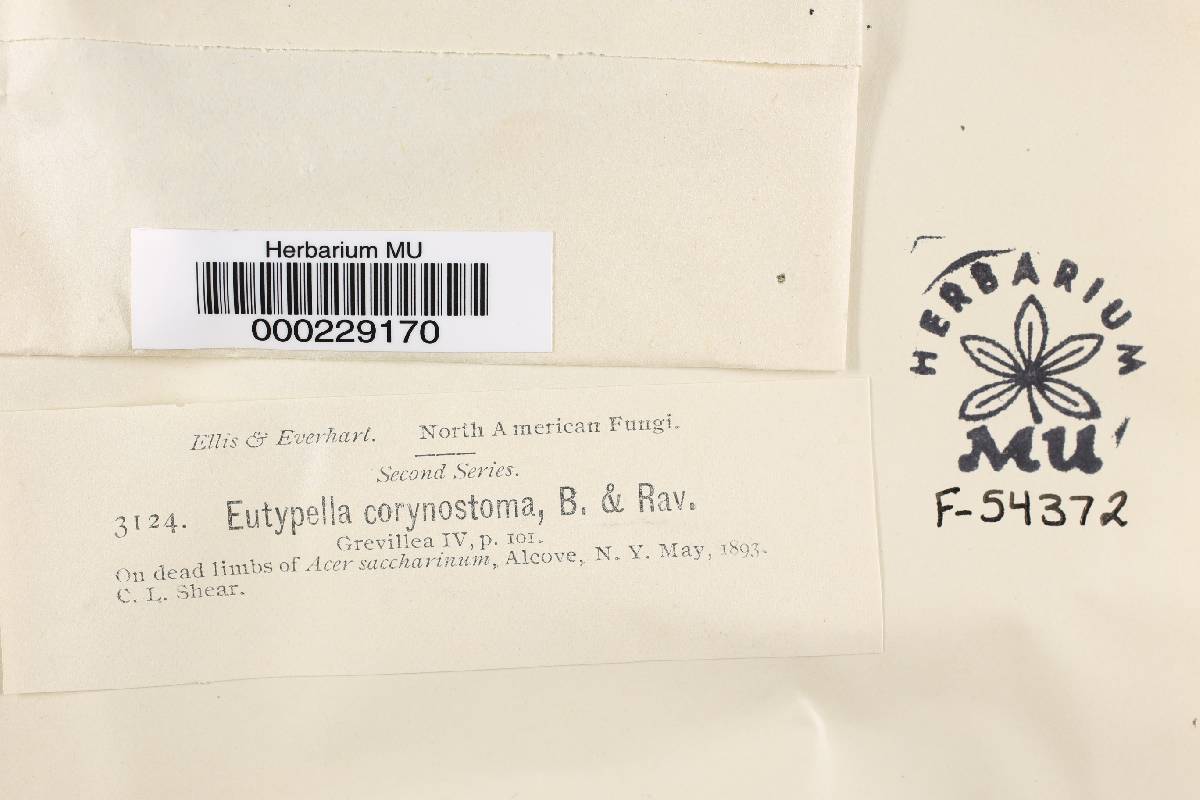 Herbarium MU
000229170
HERBARIUM
MU
F-54372
Ellis & Everhart. North American Fungi.
Second Series.
3124. Eutypella corynostoma, B. & Rav.
Grevillea IV, p. 101.
On dead limbs of Acer saccharinum, Alcove, N. Y. May, 1893.
C. L. Shear.